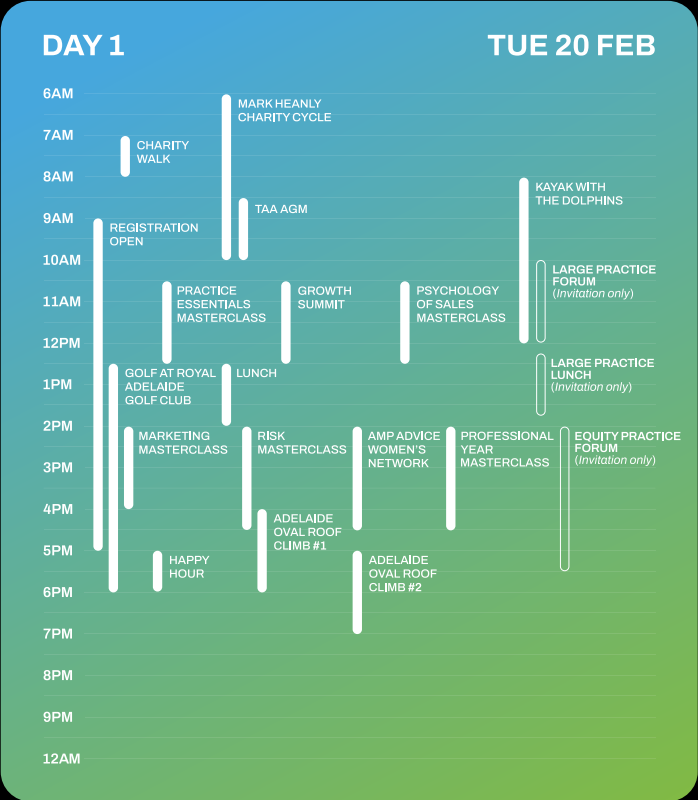 DAY 1
TUE 20 FEB
6AM
7AM
8AM
9AM
10AM
11AM
12PM
1PM
2PM
3PM
4PM
5PM
6PM
7PM
8PM
9PM
12AM
MARK HEANLY
CHARITY CYCLE
CHARITY
WALK
KAYAK WITH
THE DOLPHINS
TAA AGM
REGISTRATION
OPEN
LARGE PRACTICE
FORUM
(Invitation only)
PRACTICE
ESSENTIALS
MASTERCLASS
GROWTH
SUMMIT
PSYCHOLOGY
OF SALES
MASTERCLASS
LARGE PRACTICE
LUNCH
(Invitation only)
GOLF AT ROYAL
ADELAIDE
GOLF CLUB
LUNCH
MARKETING
MASTERCLASS
RISK
MASTERCLASS
AMP ADVICE
WOMEN'S
NETWORK
PROFESSIONAL
YEAR
MASTERCLASS
EQUITY PRACTICE
FORUM
(Invitation only)
ADELAIDE
OVAL ROOF
CLIMB #1
HAPPY
HOUR
ADELAIDE
OVAL ROOF
CLIMB #2